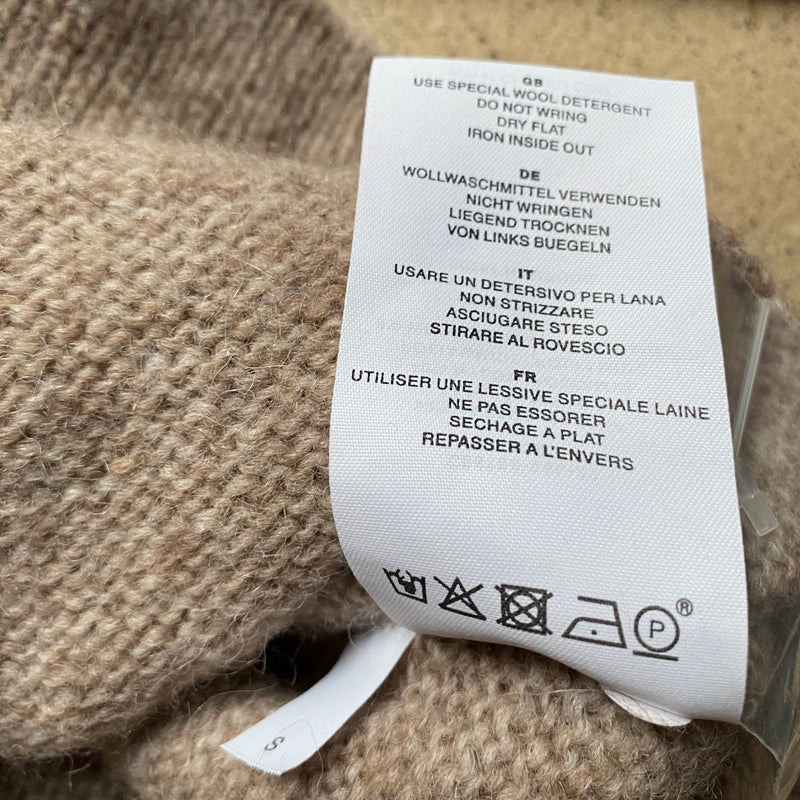 GB
USE SPECIAL WOOL DETERGENT
DO NOT WRING
DRY FLAT
IRON INSIDE OUT
DE
WOLLWASCHMITTEL VERWENDEN
NICHT WRINGEN
LIEGEND TROCKNEN
VON LINKS BUEGELN
IT
USARE UN DETERSIVO PER LANA
NON STRIZZARE
ASCIUGARE STESO
STIRARE AL ROVESCIO
FR
UTILISER UNE LESSIVE SPECIALE LAINE
NE PAS ESSORER
SECHAGE A PLAT
REPASSER A L'ENVERS
P ®
S